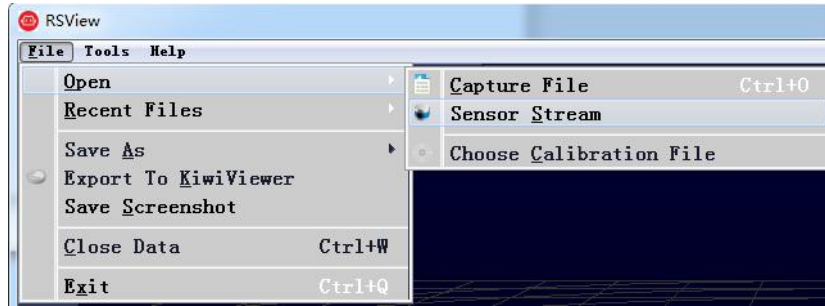 RSView
File Tools Help
Open
Recent Files
Save As
Export To KiwiViewer
Save Screenshot
Close Data Ctrl+W
Exit Ctrl+Q
Capture File Ctrl+O
Sensor Stream
Choose Calibration File